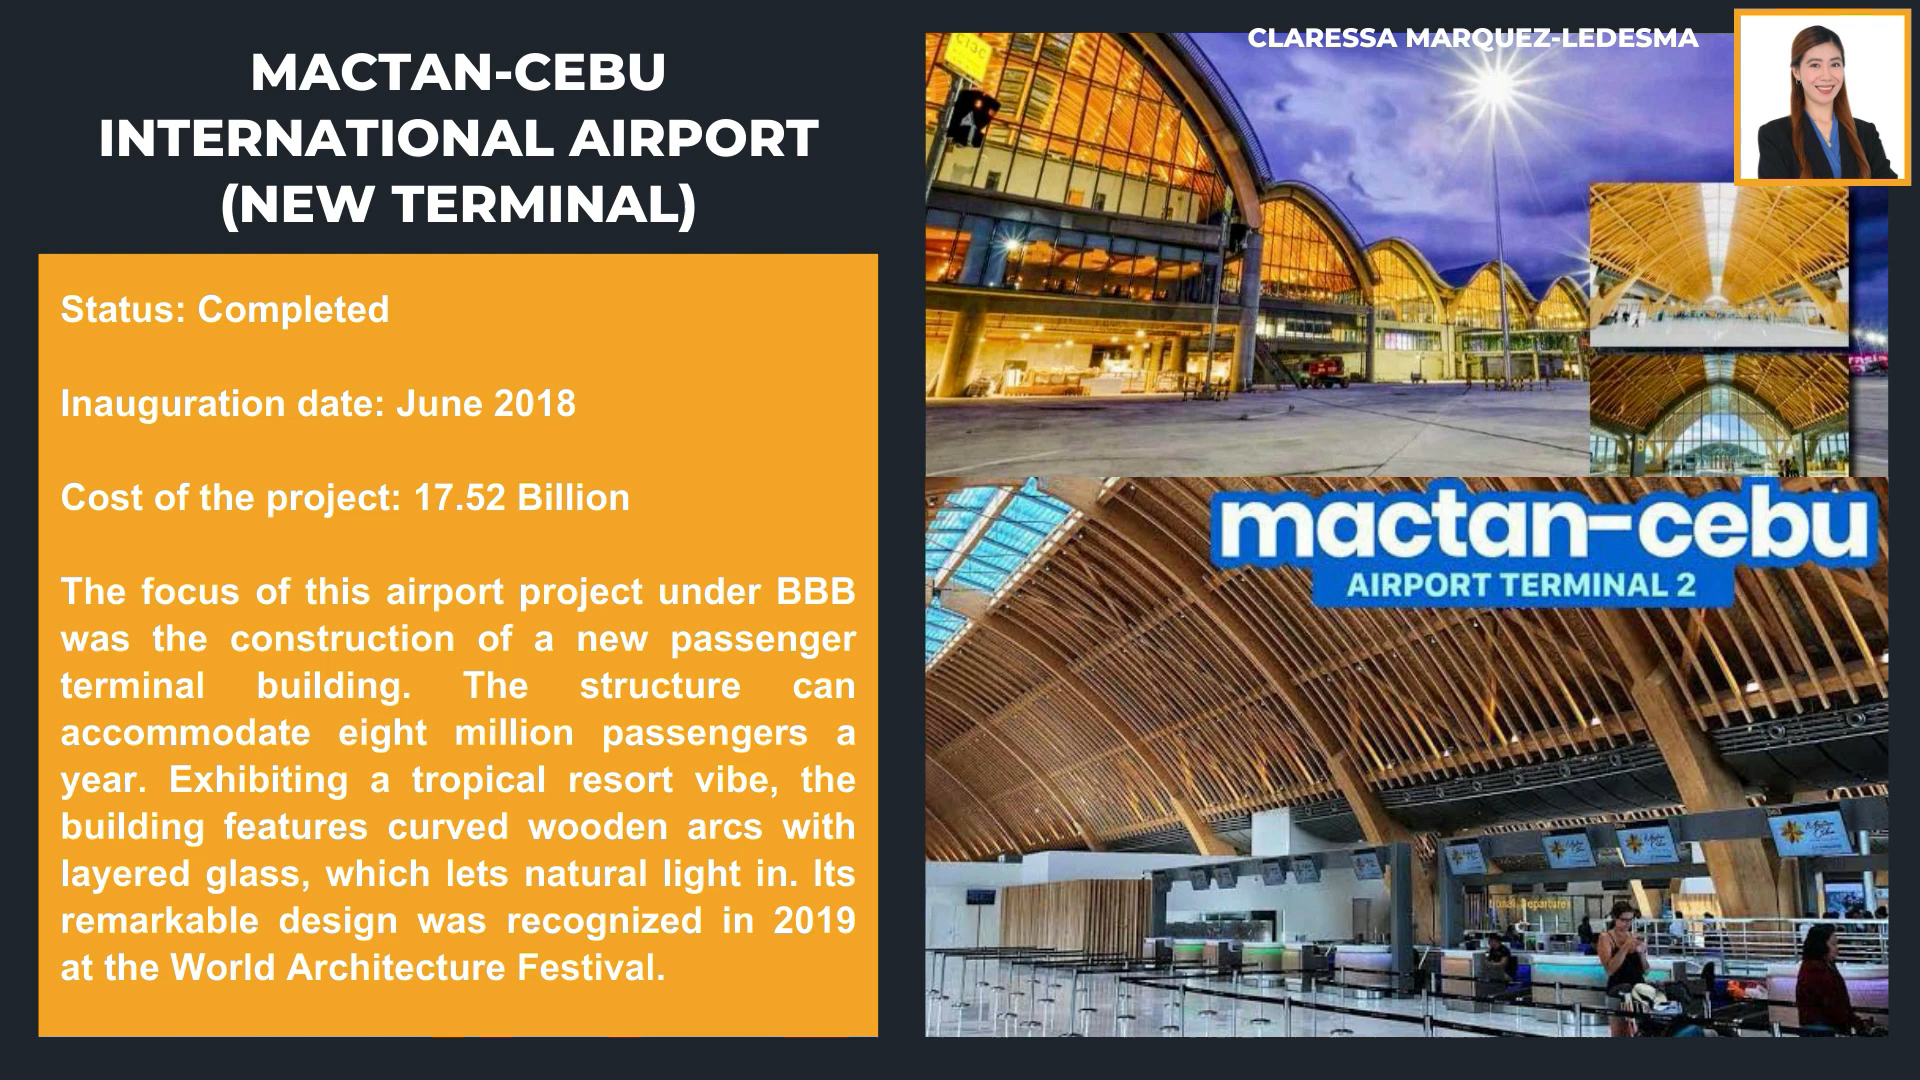 CLARESSA MARQUEZ-LEDESMA
MACTAN-CEBU
INTERNATIONAL AIRPORT
(NEW TERMINAL)
Status: Completed
Inauguration date: June 2018
Cost of the project: 17.52 Billion
The focus of this airport project under BBB
was the construction of a new passenger
terminal building. The structure can
accommodate eight million passengers a
year. Exhibiting a tropical resort vibe, the
building features curved wooden arcs with
layered glass, which lets natural light in. Its
remarkable design was recognized in 2019
at the World Architecture Festival.
C13C
mactan-cebu
AIRPORT TERMINAL 2